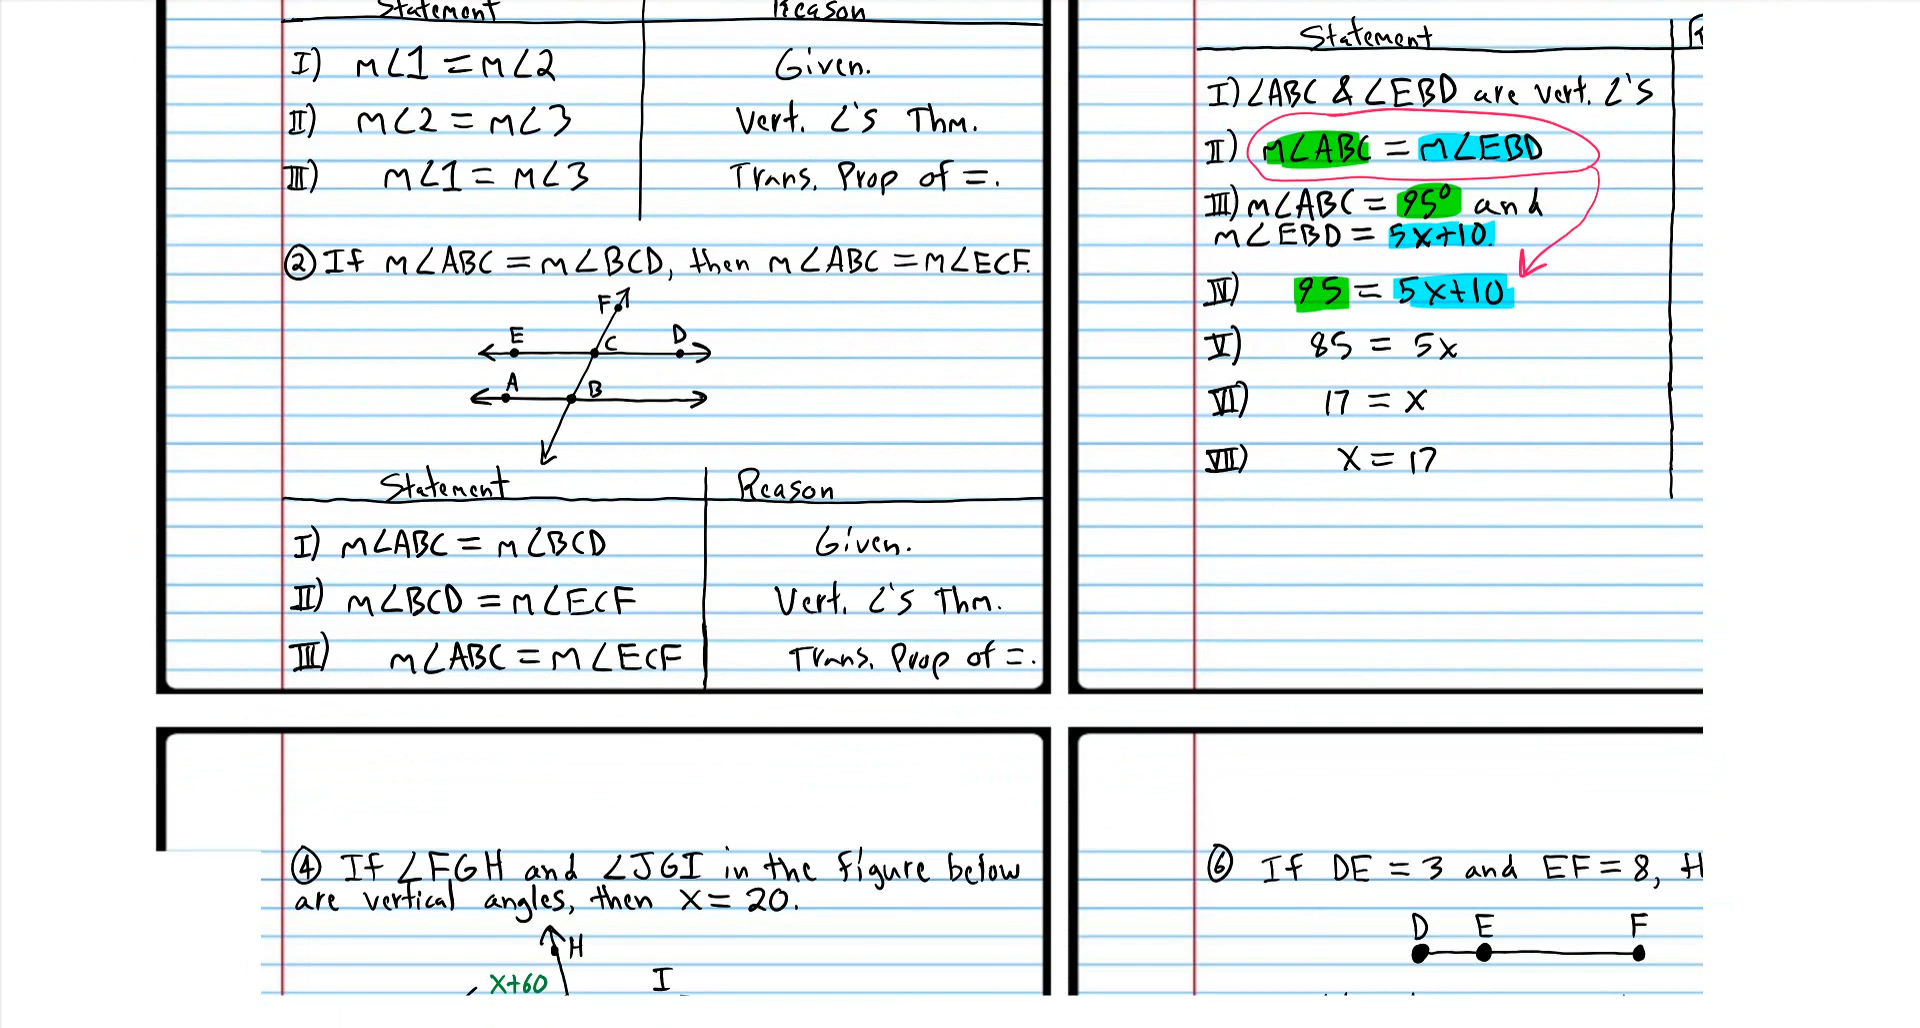 Statement Reason
I) m∠1 = m∠2 Given.
II) m∠2 = m∠3 Vert. ∠'s Thm.
III) m∠1 = m∠3 Trans. Prop of =.
② If m∠ABC = m∠BCD, then m∠ABC = m∠ECF.
F
E C D
A B
Statement Reason
I) m∠ABC = m∠BCD Given.
II) m∠BCD = m∠ECF Vert. ∠'s Thm.
III) m∠ABC = m∠ECF Trans. Prop of =.
Statement
I) ∠ABC & ∠EBD are vert. ∠'s
II) m∠ABC = m∠EBD
III) m∠ABC = 95° and
m∠EBD = 5x+10.
IV) 95 = 5x+10
V) 85 = 5x
VI) 17 = x
VII) x = 17
④ If ∠FGH and ∠JGI in the figure below
are vertical angles, then x = 20.
H
x+60 I
⑥ If DE = 3 and EF = 8,
D E F